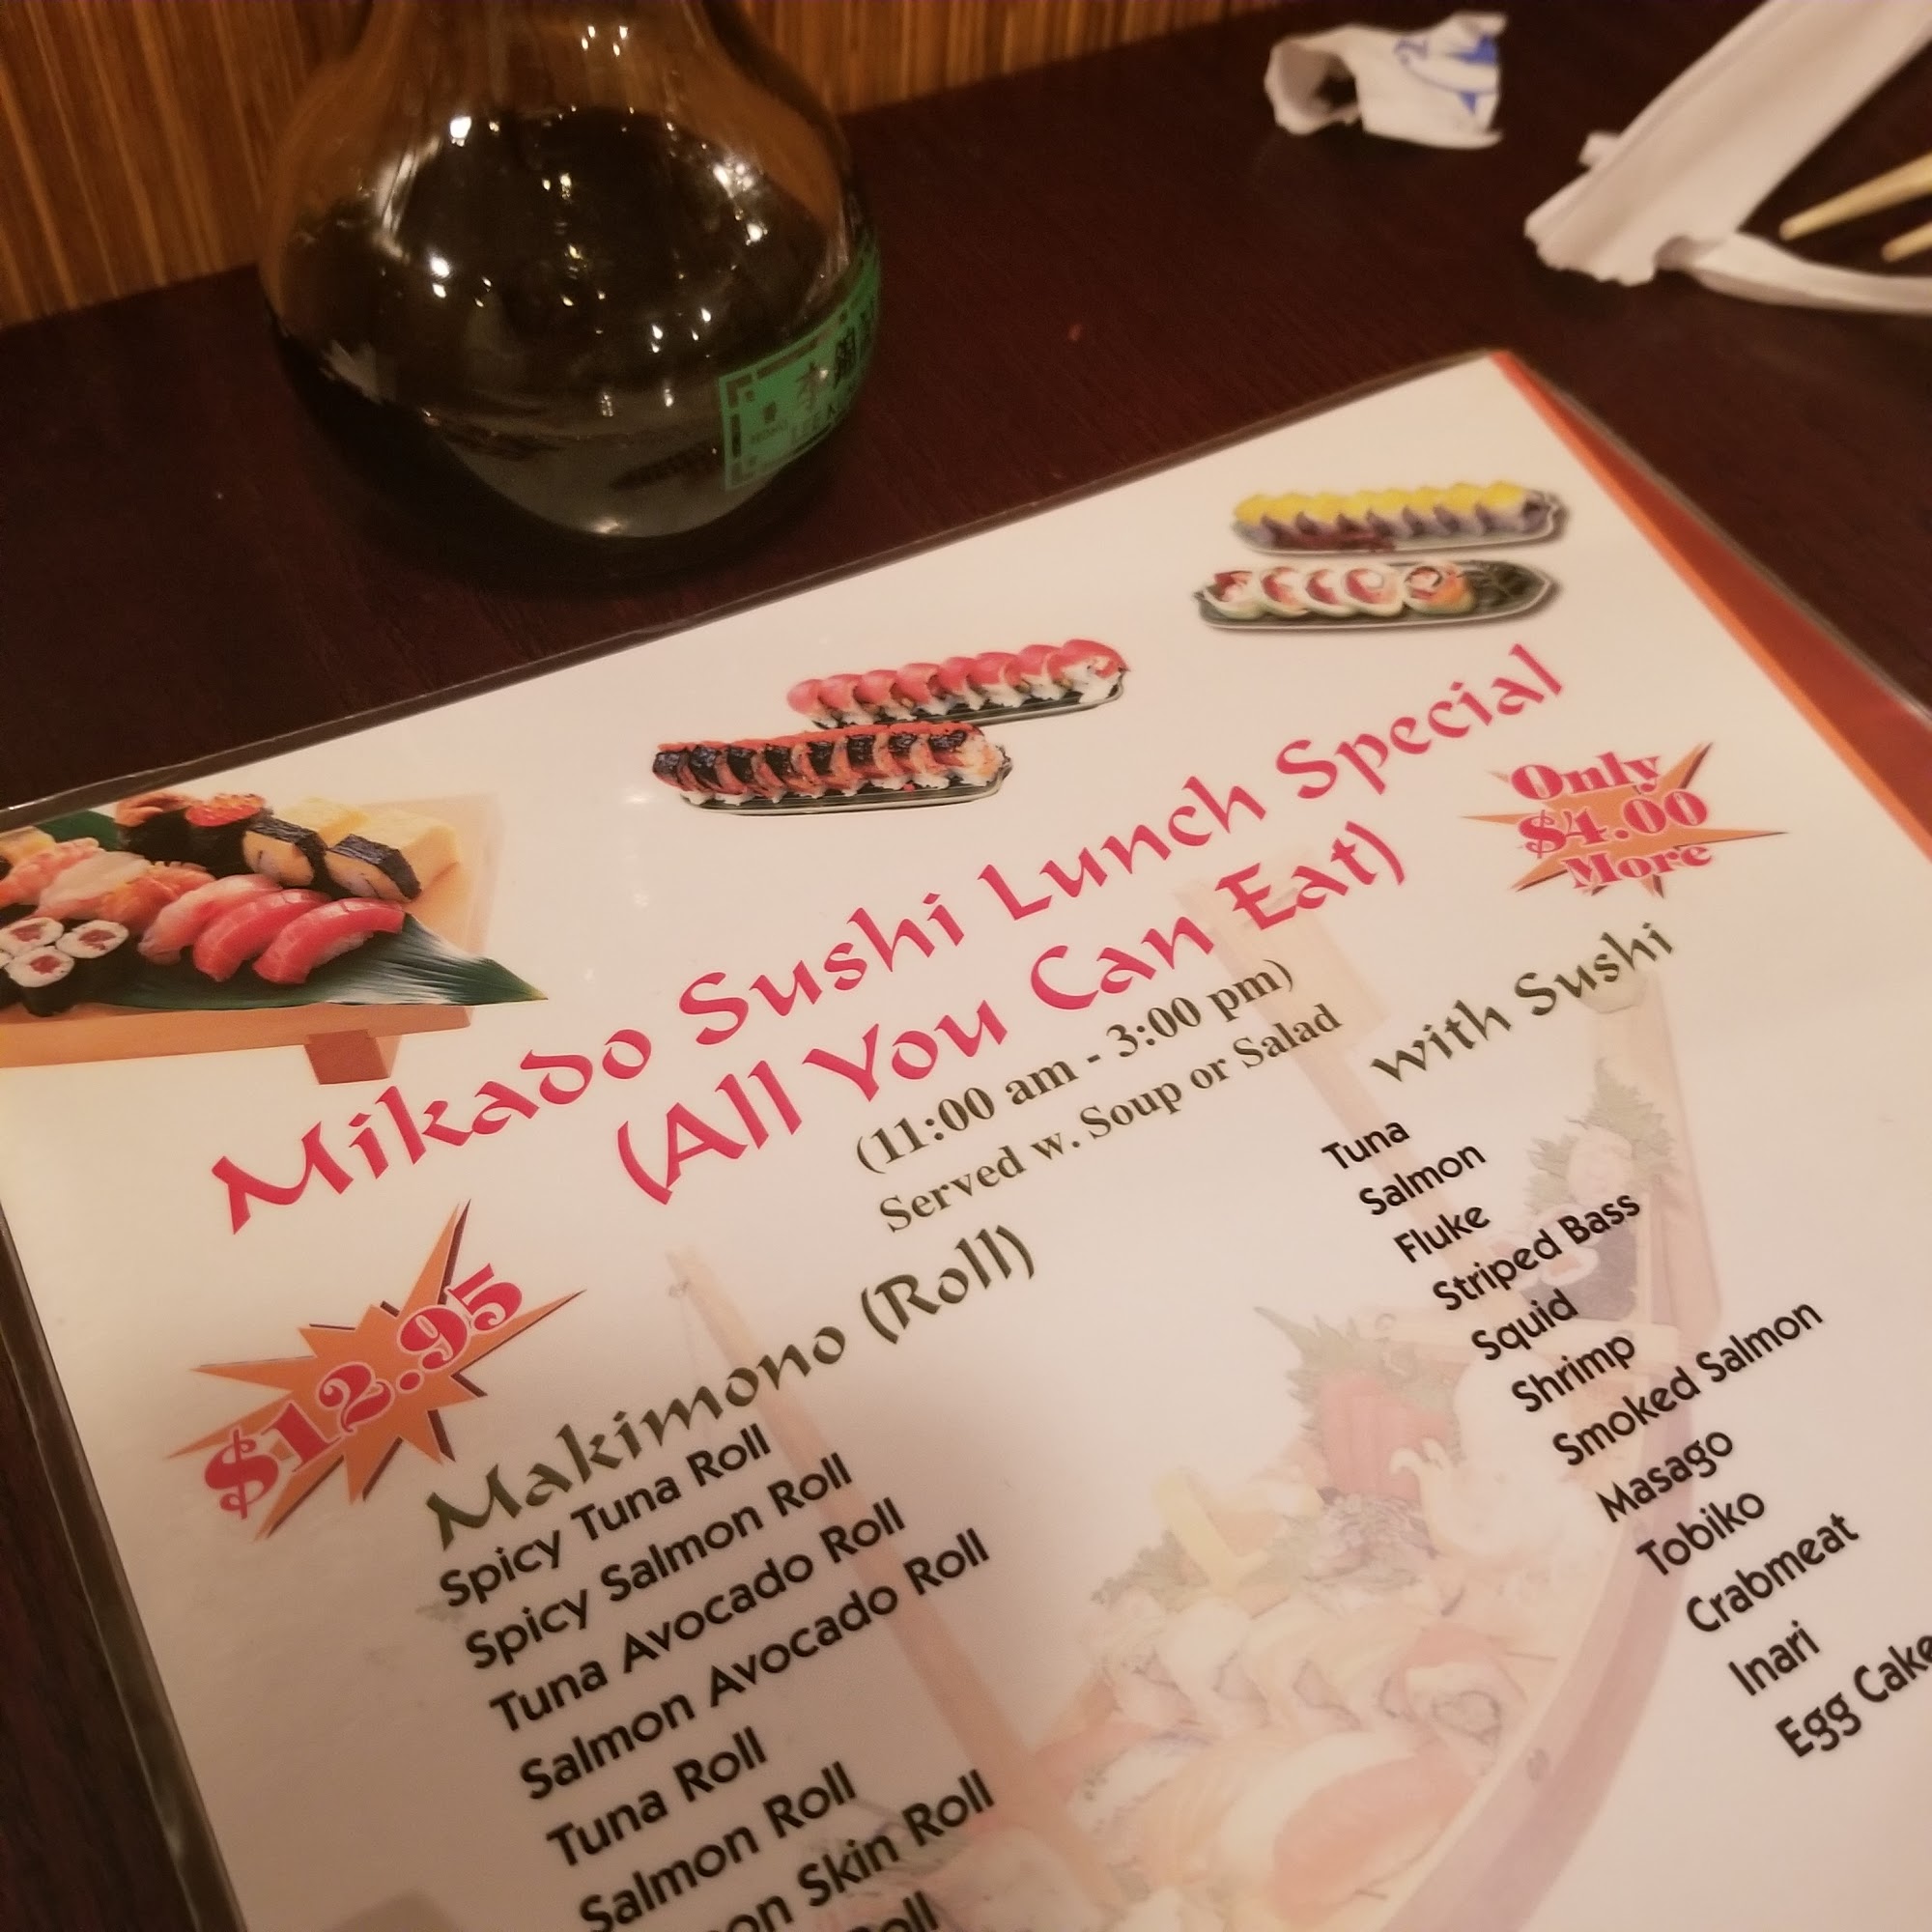 Mikado Sushi Lunch Special
(All You Can Eat)
(11:00 am - 3:00 pm)
Served w. Soup or Salad
$12.95
Only
$4.00
More
with Sushi
Makimono (Roll)
Spicy Tuna Roll
Spicy Salmon Roll
Tuna Avocado Roll
Salmon Avocado Roll
Tuna Roll
Salmon Roll
Skin Roll
Tuna
Salmon
Fluke
Striped Bass
Squid
Shrimp
Smoked Salmon
Masago
Tobiko
Crabmeat
Inari
Egg Cake